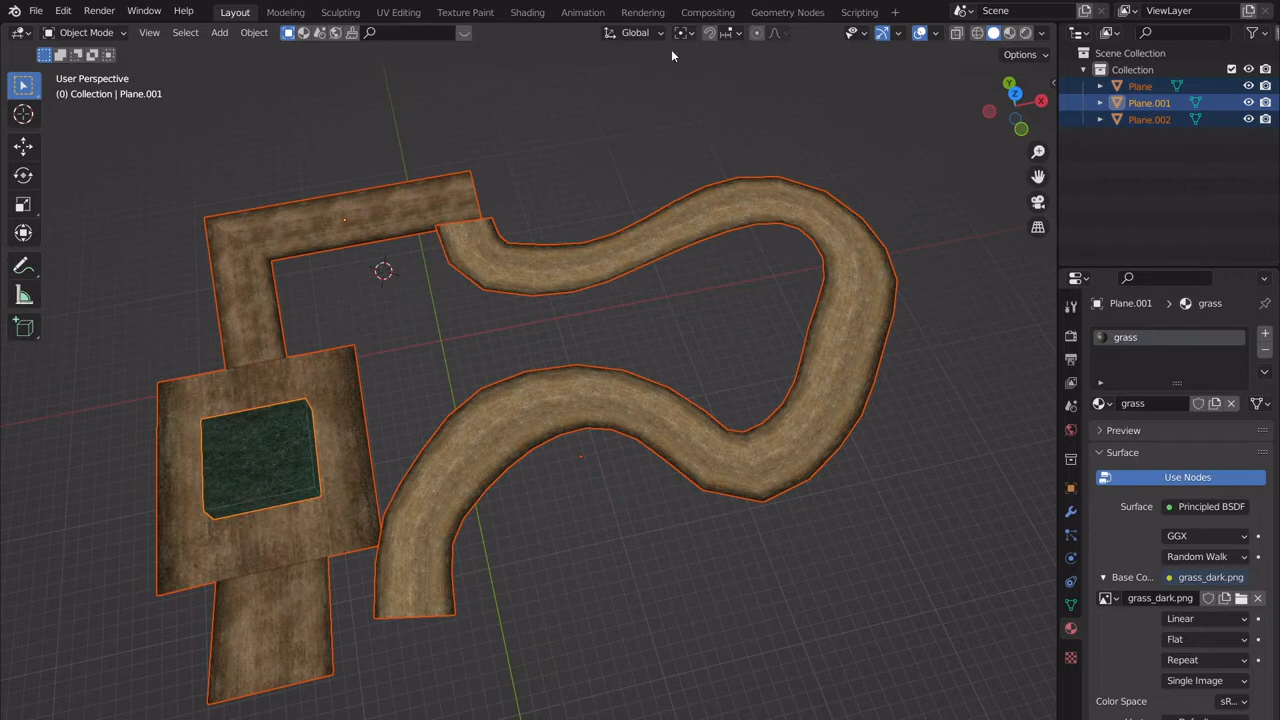 File Edit Render Window Help Layout Modeling Sculpting UV Editing Texture Paint Shading Animation Rendering Compositing Geometry Nodes Scripting Scene ViewLayer
Object Mode View Select Add Object Global
Options
User Perspective
(0) Collection | Plane.001
X
Y
Z
Scene Collection
Collection
Plane
Plane.001
Plane.002
Plane.001 grass
grass
grass
Preview
Surface
Use Nodes
Surface Principled BSDF
GGX
Random Walk
Base Co... grass_dark.png
grass_dark.png
Linear
Flat
Repeat
Single Image
Color Space sR...